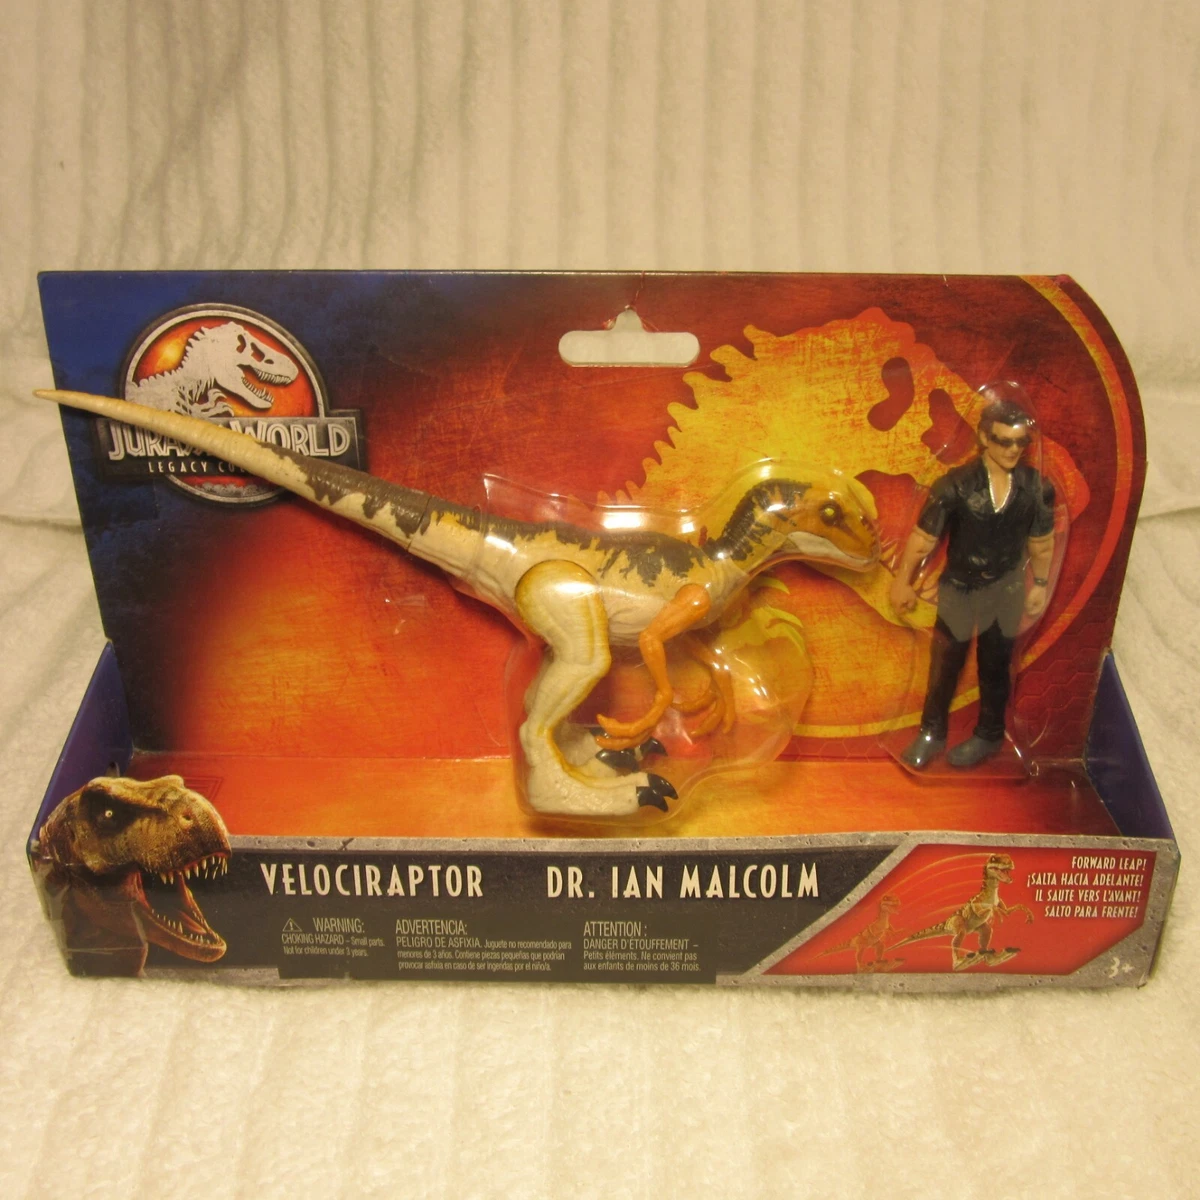 WORLD
LEGACY
VELOCIRAPTOR
DR. IAN MALCOLM
WARNING:
CHOKING HAZARD – Small parts.
Not for children under 3 years.
ADVERTENCIA:
PELIGRO DE ASFIXIA. Juguete no recomendado para
menores de 3 años. Contiene piezas pequeñas que podrían
provocar asfixia en caso de ser ingeridas por el niño/a.
ATTENTION :
DANGER D'ÉTOUFFEMENT –
Petits éléments. Ne convient pas
aux enfants de moins de 36 mois.
FORWARD LEAP!
¡SALTA HACIA ADELANTE!
IL SAUTE VERS L'AVANT!
SALTO PARA FRENTE!
3+